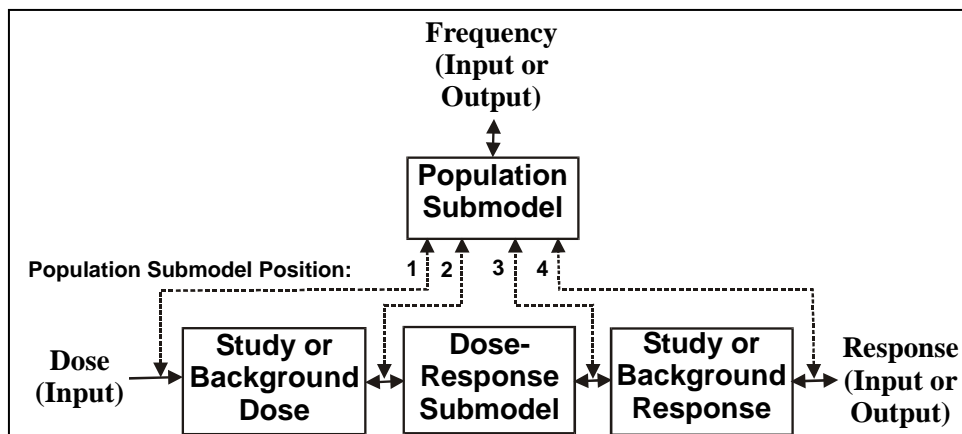 Frequency
(Input or
Output)
Population
Submodel
Population Submodel Position: 1 2 3 4
Dose
(Input)
Study or
Background
Dose
Dose-
Response
Submodel
Study or
Background
Response
Response
(Input or
Output)